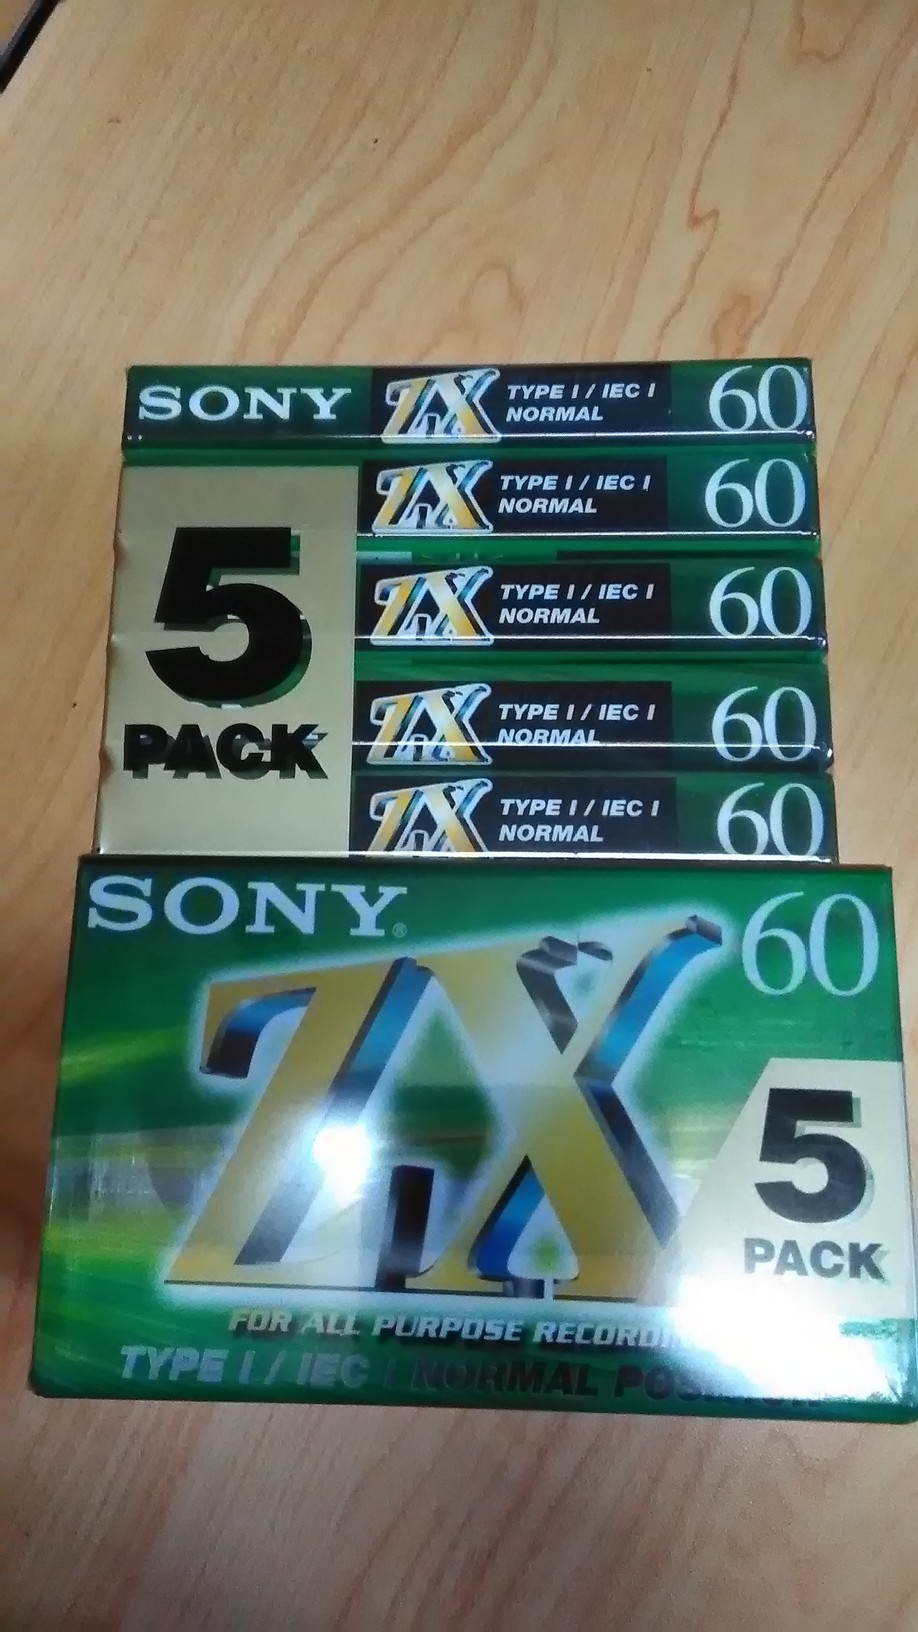 SONY ZX TYPE I / IEC I 60
NORMAL
ZX TYPE I / IEC I 60
NORMAL
5
PACK
ZX TYPE I / IEC I 60
NORMAL
ZX TYPE I / IEC I 60
NORMAL
ZX TYPE I / IEC I 60
NORMAL
SONY® 60
ZX
5
PACK
FOR ALL PURPOSE
TYPE I / IEC I NORMAL